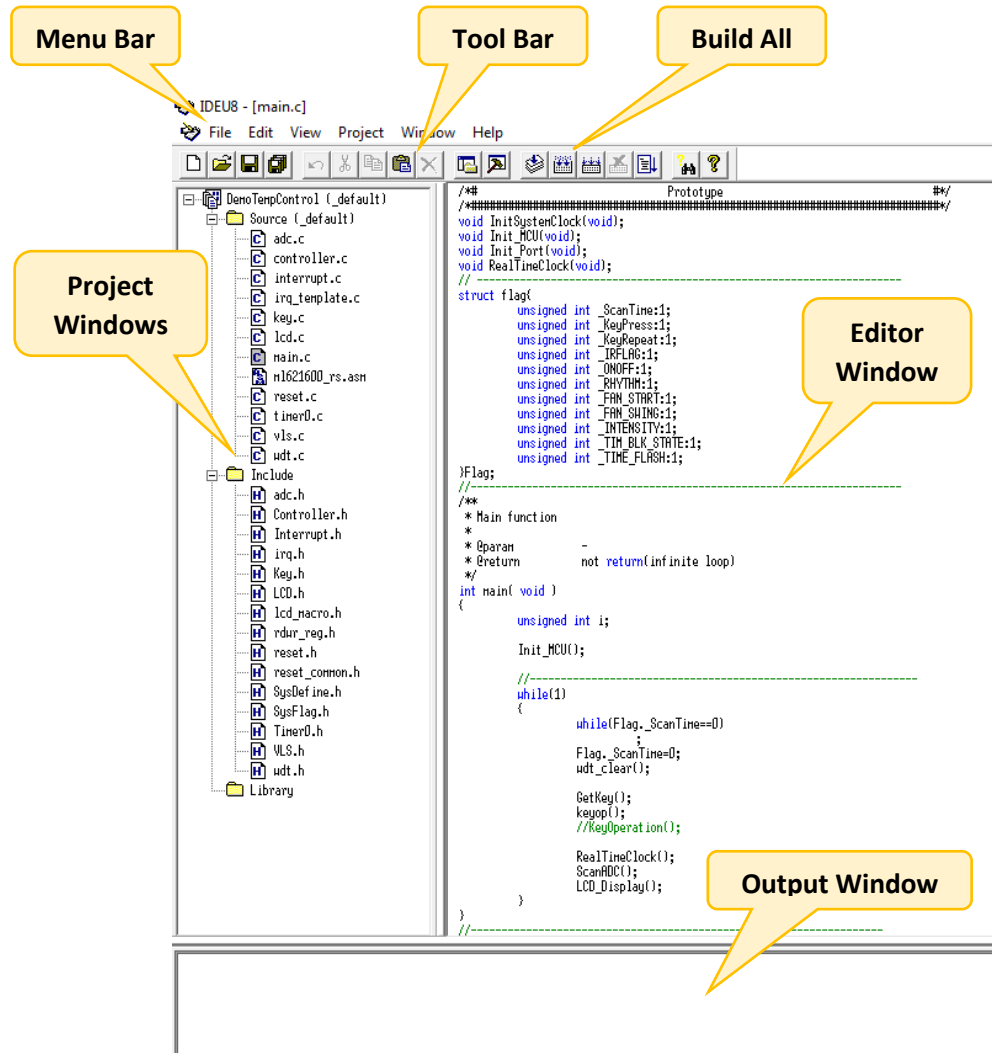 Menu Bar
Tool Bar
Build All
IDEU8 - [main.c]
File Edit View Project Window Help
DemoTempControl (_default)
Source (_default)
adc.c
controller.c
interrupt.c
irq_template.c
key.c
lcd.c
main.c
ml621600_rs.asm
reset.c
timer0.c
vls.c
wdt.c
Include
adc.h
Controller.h
Interrupt.h
irq.h
Key.h
LCD.h
lcd_macro.h
rdwr_reg.h
reset.h
reset_common.h
SysDefine.h
SysFlag.h
Timer0.h
VLS.h
wdt.h
Library
Project
Windows
/*# Prototype #*/
/*##############################################################################*/
void InitSystemClock(void);
void Init_MCU(void);
void Init_Port(void);
void RealTimeClock(void);
// --------------------------------------------------------------------
struct flag{
unsigned int _ScanTime:1;
unsigned int _KeyPress:1;
unsigned int _KeyRepeat:1;
unsigned int _IRFLAG:1;
unsigned int _ONOFF:1;
unsigned int _RHYTHM:1;
unsigned int _FAN_START:1;
unsigned int _FAN_SWING:1;
unsigned int _INTENSITY:1;
unsigned int _TIM_BLK_STATE:1;
unsigned int _TIME_FLASH:1;
}Flag;
//---------------------------------------------------------------------
/**
* Main function
*
* @param -
* @return not return(infinite loop)
*/
int main( void )
{
unsigned int i;
Init_MCU();
//--------------------------------------------------------------
while(1)
{
while(Flag._ScanTime==0)
;
Flag._ScanTime=0;
wdt_clear();
GetKey();
keyop();
//KeyOperation();
RealTimeClock();
ScanADC();
LCD_Display();
}
}
//------------------------------------------------------------------
Editor
Window
Output Window